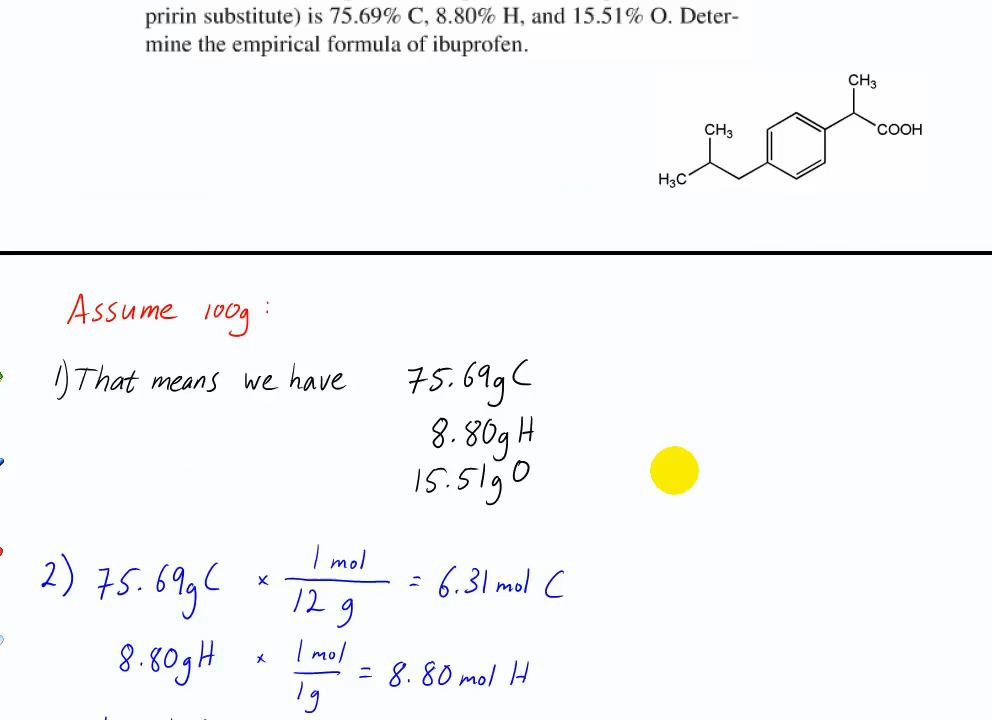 pririn substitute) is 75.69% C, 8.80% H, and 15.51% O. Deter-
mine the empirical formula of ibuprofen.
CH₃
CH₃
COOH
H₃C
Assume 100g :
1) That means we have 75.69g C
8.80g H
15.51g O
2) 75.69g C × 1 mol / 12 g = 6.31 mol C
8.80g H × 1 mol / 1g = 8.80 mol H